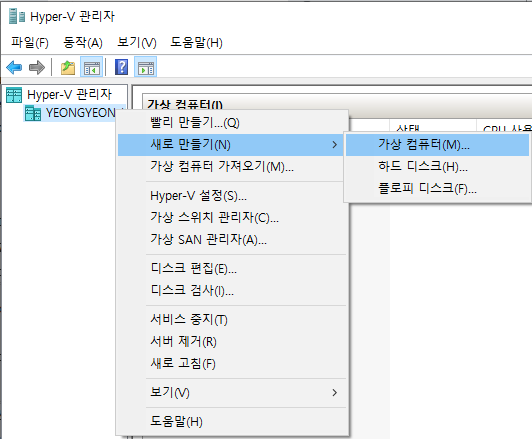 Hyper-V 관리자
파일(F) 동작(A) 보기(V) 도움말(H)
Hyper-V 관리자
YEONGYEON
가상 컴퓨터(I)
상태 CPU 사용
빨리 만들기...(Q)
새로 만들기(N)
가상 컴퓨터 가져오기(M)...
Hyper-V 설정(S)...
가상 스위치 관리자(C)...
가상 SAN 관리자(A)...
디스크 편집(E)...
디스크 검사(I)...
서비스 중지(T)
서버 제거(R)
새로 고침(F)
보기(V)
도움말(H)
가상 컴퓨터(M)...
하드 디스크(H)...
플로피 디스크(F)...